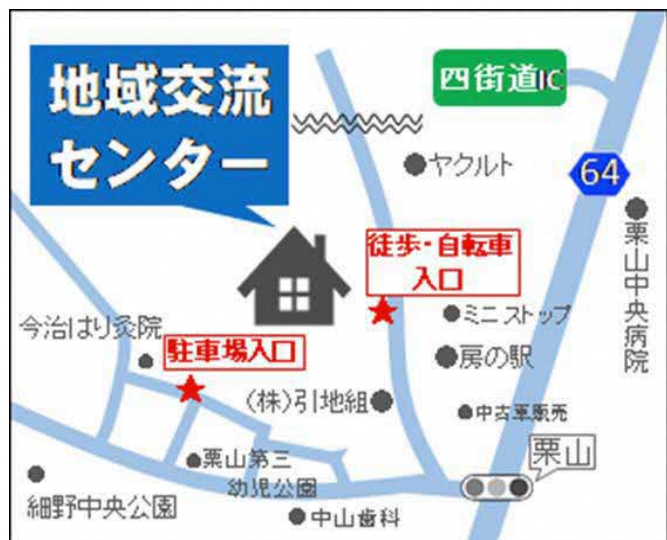 地域交流
センター
四街道IC
ヤクルト
64
栗山中央病院
徒歩・自転車
入口
ミニストップ
今治はり灸院
駐車場入口
房の駅
(株)引地組
中古車販売
栗山
栗山第三
幼児公園
細野中央公園
中山歯科